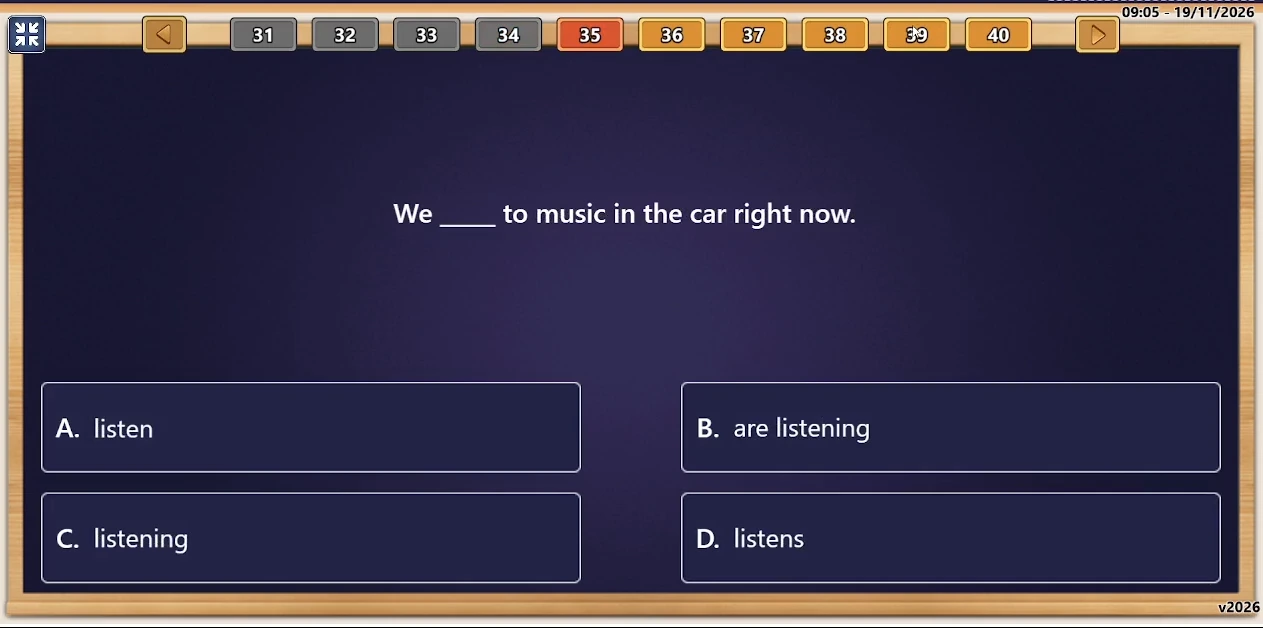 09:05 - 19/11/2026
31 32 33 34 35 36 37 38 39 40
We _____ to music in the car right now.
A. listen
B. are listening
C. listening
D. listens
v2026